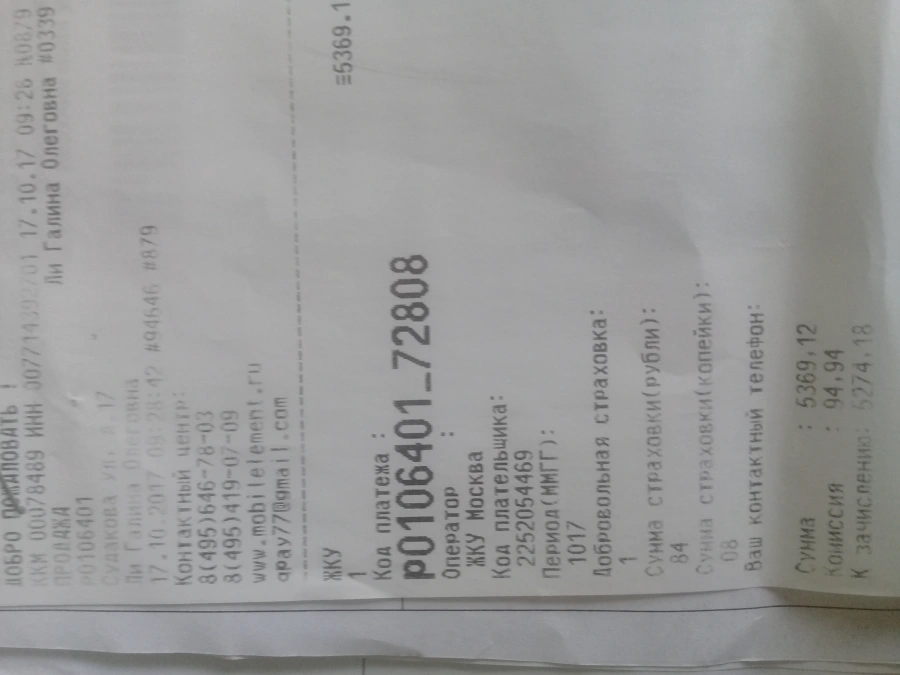 ДОБРО ПОЖАЛОВАТЬ !
ККМ 00078489 ИНН 007714392701 17.10.17 09:26 №0879
ПРОДАЖА Ли Галина Олеговна #0339
PO106401
Судакова ул. д.17
Ли Галина Олеговна
17.10.2017 09:28:42 #94646 #879
Контактный центр:
8(495)646-78-03
8(495)419-07-09
www.mobilelement.ru
qpay77@gmail.com
ЖКУ
1 ≡5369.1
Код платежа :
po106401_72808
Оператор :
ЖКУ Москва
Код плательщика:
2252054469
Период(ММГГ):
1017
Добровольная страховка:
1
Сумма страховки(рубли):
84
Сумма страховки(копейки):
08
Ваш контактный телефон:
Сумма : 5369,12
Комиссия : 94,94
К зачислению: 5274,18